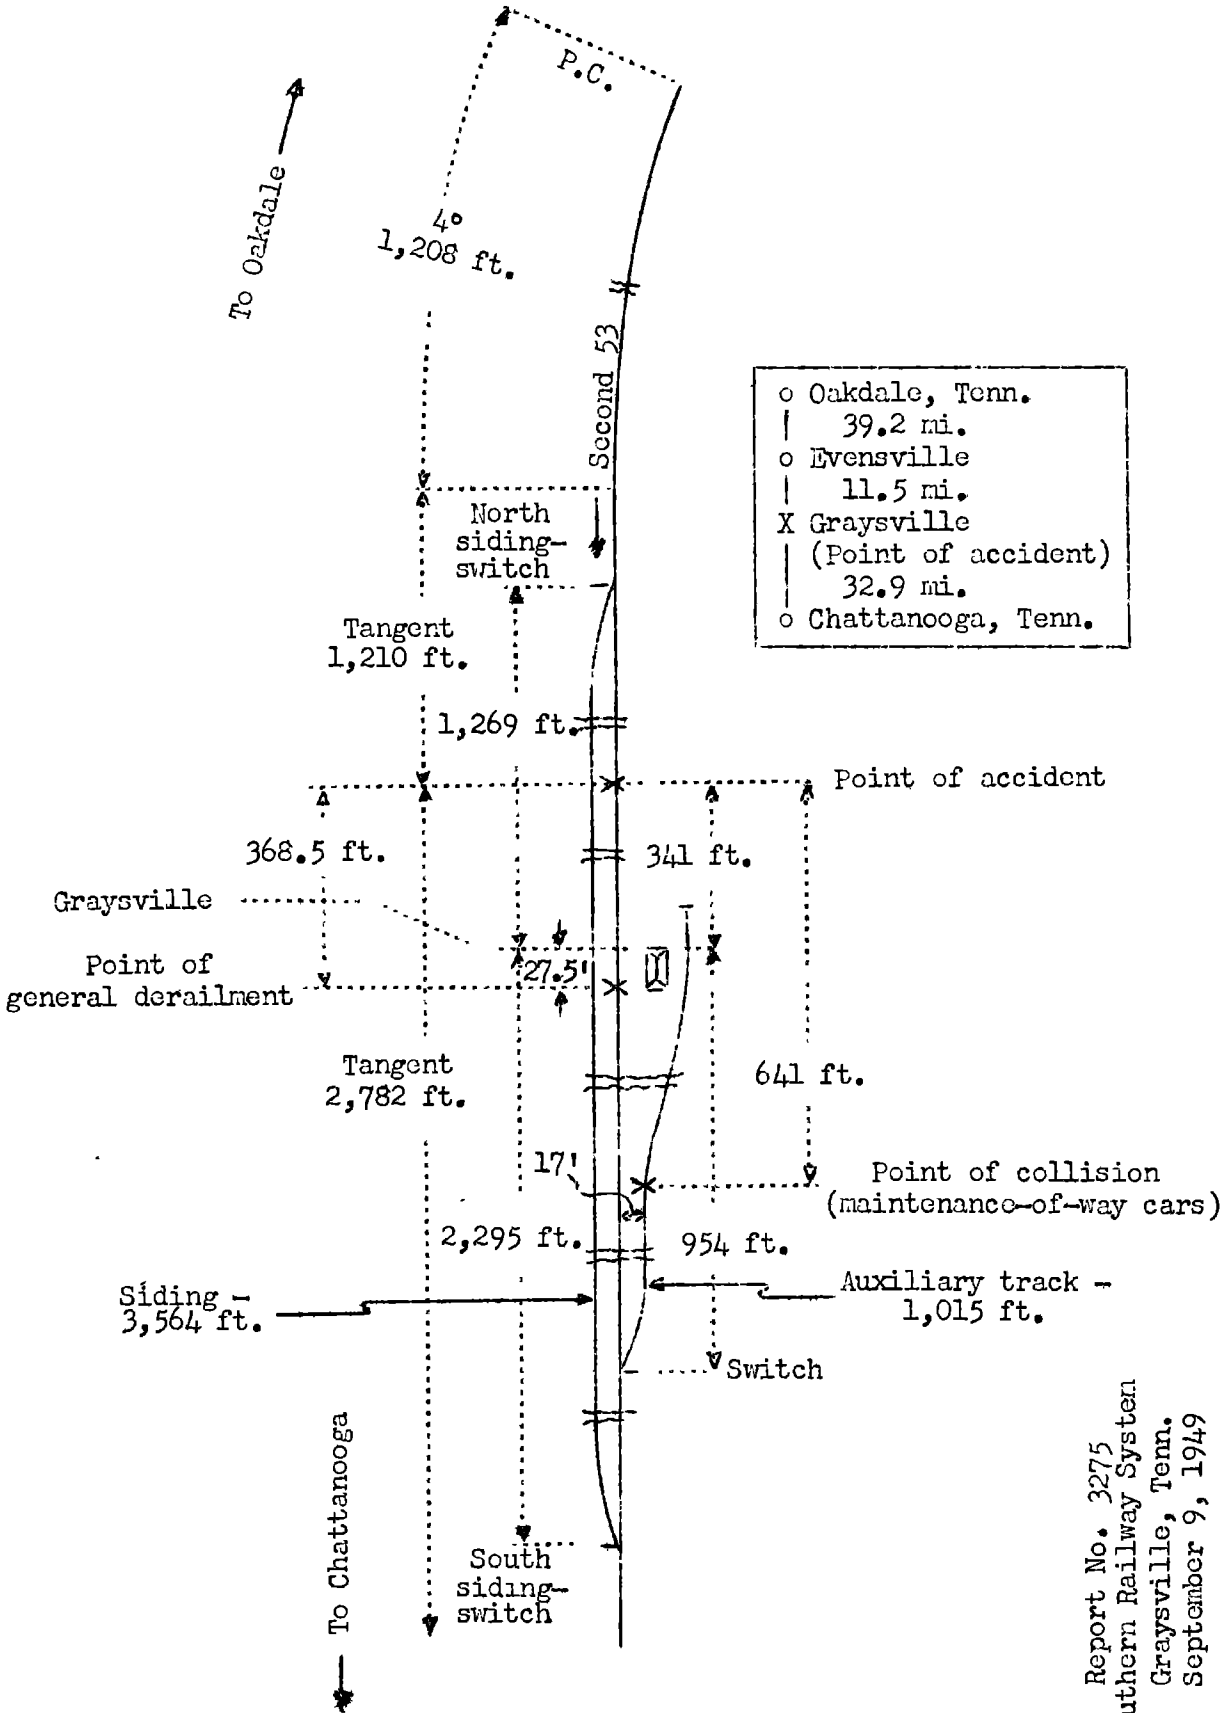 P.C.
To Oakdale
4°
1,208 ft.
Second 53
o Oakdale, Tenn.
39.2 mi.
o Evensville
11.5 mi.
X Graysville
(Point of accident)
32.9 mi.
o Chattanooga, Tenn.
North
siding-
switch
Tangent
1,210 ft.
1,269 ft.
Point of accident
368.5 ft.
341 ft.
Graysville
Point of
general derailment
27.5'
Tangent
2,782 ft.
641 ft.
17'
Point of collision
(maintenance-of-way cars)
2,295 ft.
954 ft.
Siding -
3,564 ft.
Auxiliary track -
1,015 ft.
Switch
To Chattanooga
South
siding-
switch
Report No. 3275
uthern Railway System
Graysville, Tenn.
September 9, 1949